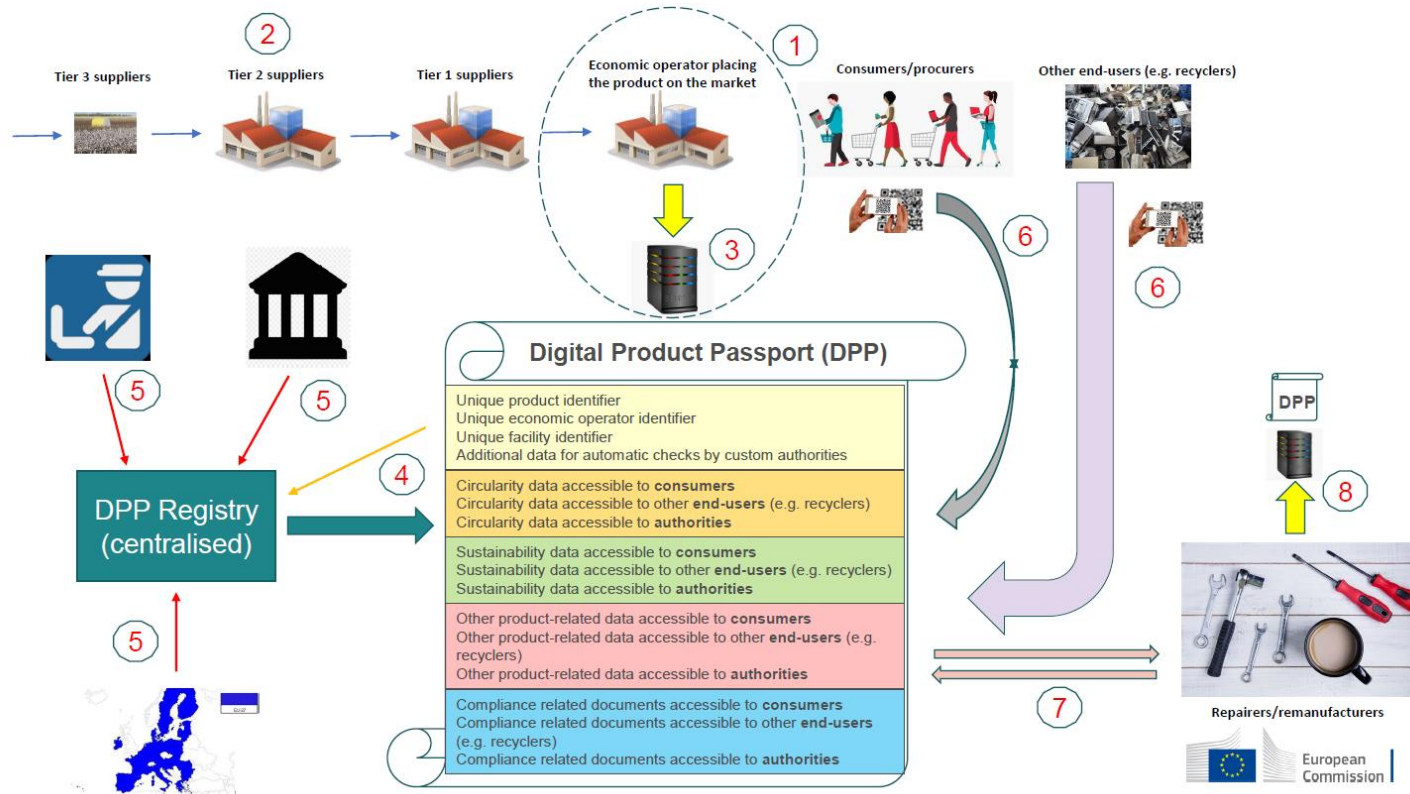 2
1
Tier 3 suppliers
Tier 2 suppliers
Tier 1 suppliers
Economic operator placing
the product on the market
Consumers/procurers
Other end-users (e.g. recyclers)
3
6
6
5
5
Digital Product Passport (DPP)
Unique product identifier
Unique economic operator identifier
Unique facility identifier
Additional data for automatic checks by custom authorities
4
DPP Registry
(centralised)
Circularity data accessible to consumers
Circularity data accessible to other end-users (e.g. recyclers)
Circularity data accessible to authorities
Sustainability data accessible to consumers
Sustainability data accessible to other end-users (e.g. recyclers)
Sustainability data accessible to authorities
Other product-related data accessible to consumers
Other product-related data accessible to other end-users (e.g.
recyclers)
Other product-related data accessible to authorities
Compliance related documents accessible to consumers
Compliance related documents accessible to other end-users
(e.g. recyclers)
Compliance related documents accessible to authorities
5
DPP
8
7
Repairers/remanufacturers
European
Commission